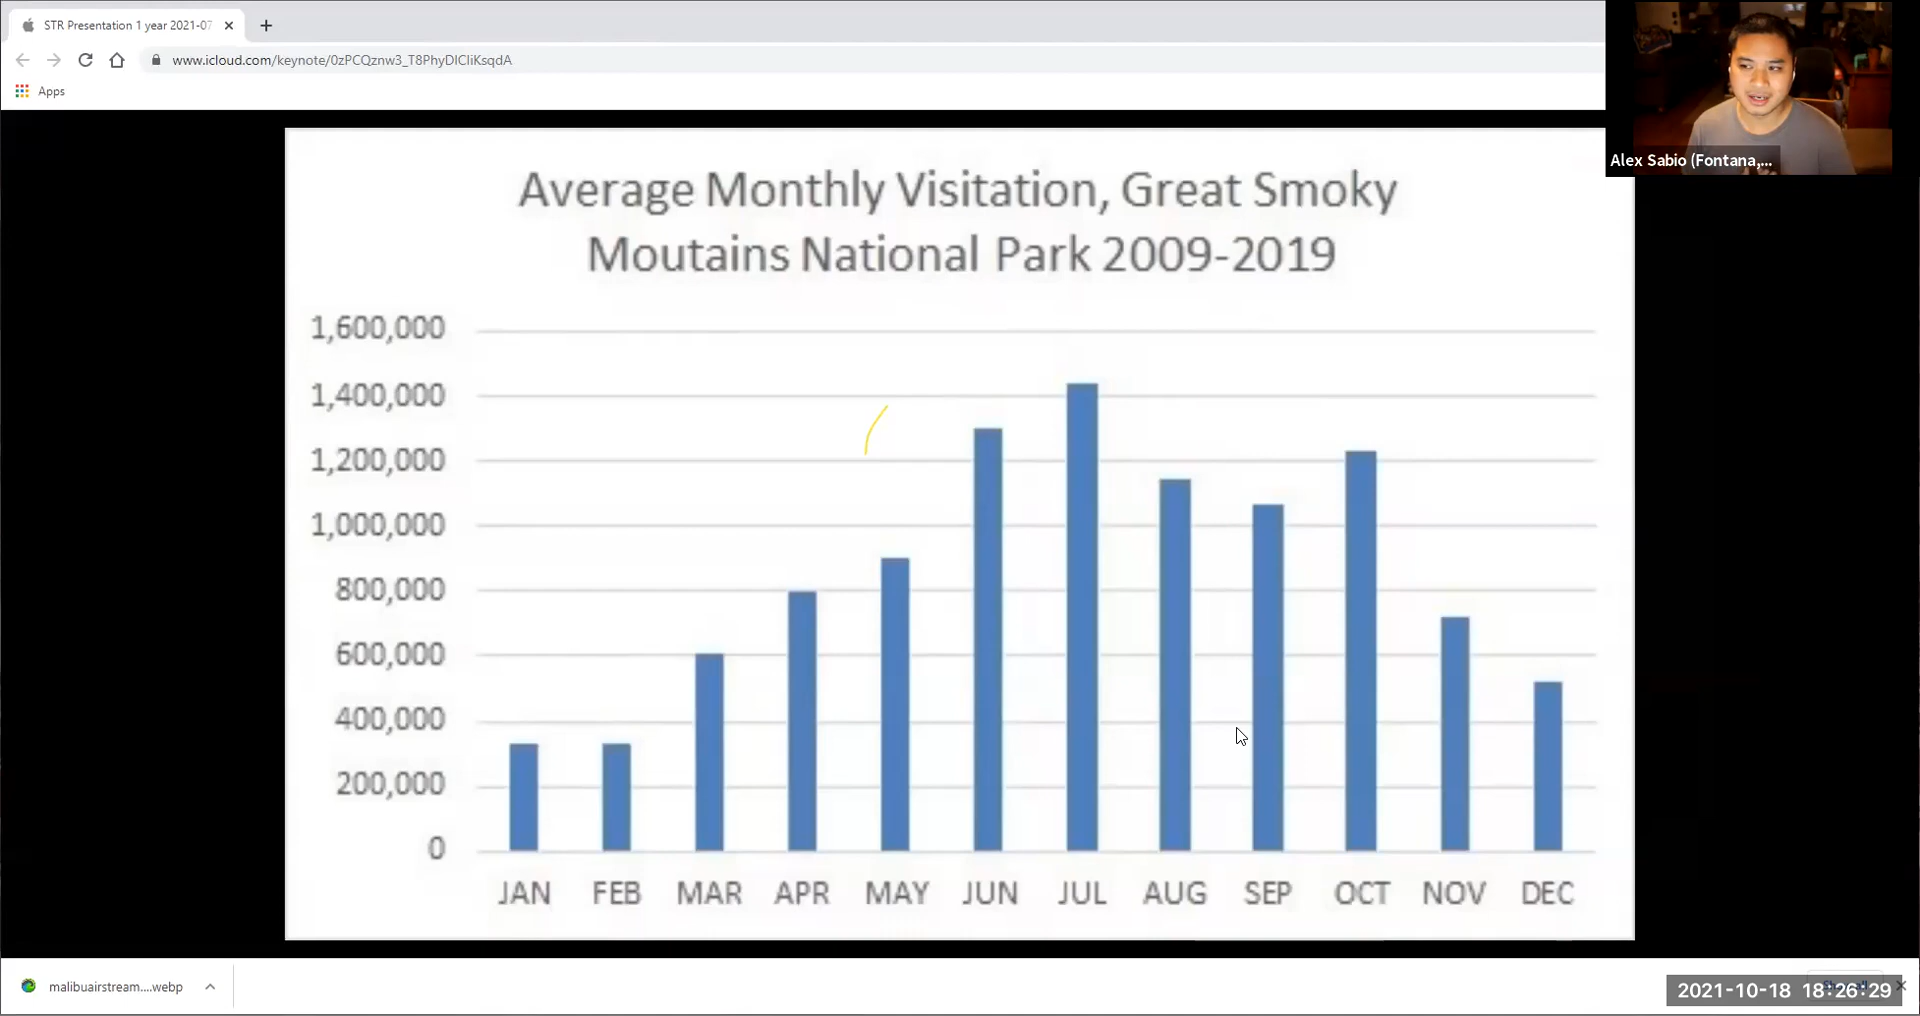 STR Presentation 1 year 2021-07
www.icloud.com/keynote/0zPCQznw3_T8PhyDICIiKsqdA
Apps
Alex Sabio (Fontana,...
Average Monthly Visitation, Great Smoky
Moutains National Park 2009-2019
1,600,000
1,400,000
1,200,000
1,000,000
800,000
600,000
400,000
200,000
0
JAN FEB MAR APR MAY JUN JUL AUG SEP OCT NOV DEC
malibuairstream....webp
2021-10-18 18:26:29